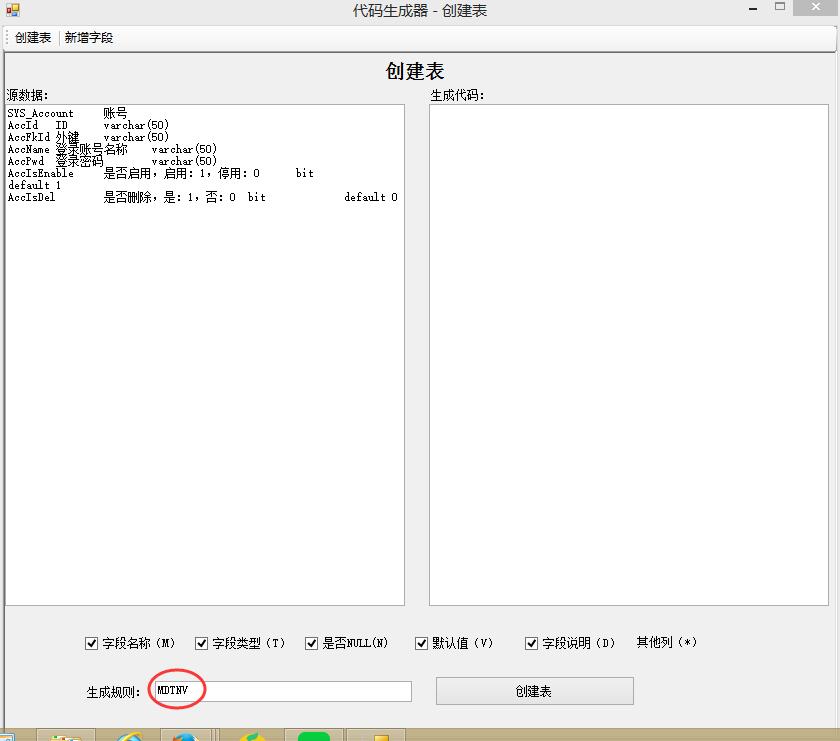 代码生成器 - 创建表
创建表 新增字段
创建表
源数据： 生成代码：
SYS_Account 账号
AccId ID varchar(50)
AccFkId 外键 varchar(50)
AccName 登录账号名称 varchar(50)
AccPwd 登录密码 varchar(50)
AccIsEnable 是否启用，启用：1，停用：0 bit
default 1
AccIsDel 是否删除，是：1，否：0 bit default 0
字段名称（M） 字段类型（T） 是否NULL(N) 默认值（V） 字段说明（D） 其他列（*）
生成规则： MDTNV 创建表